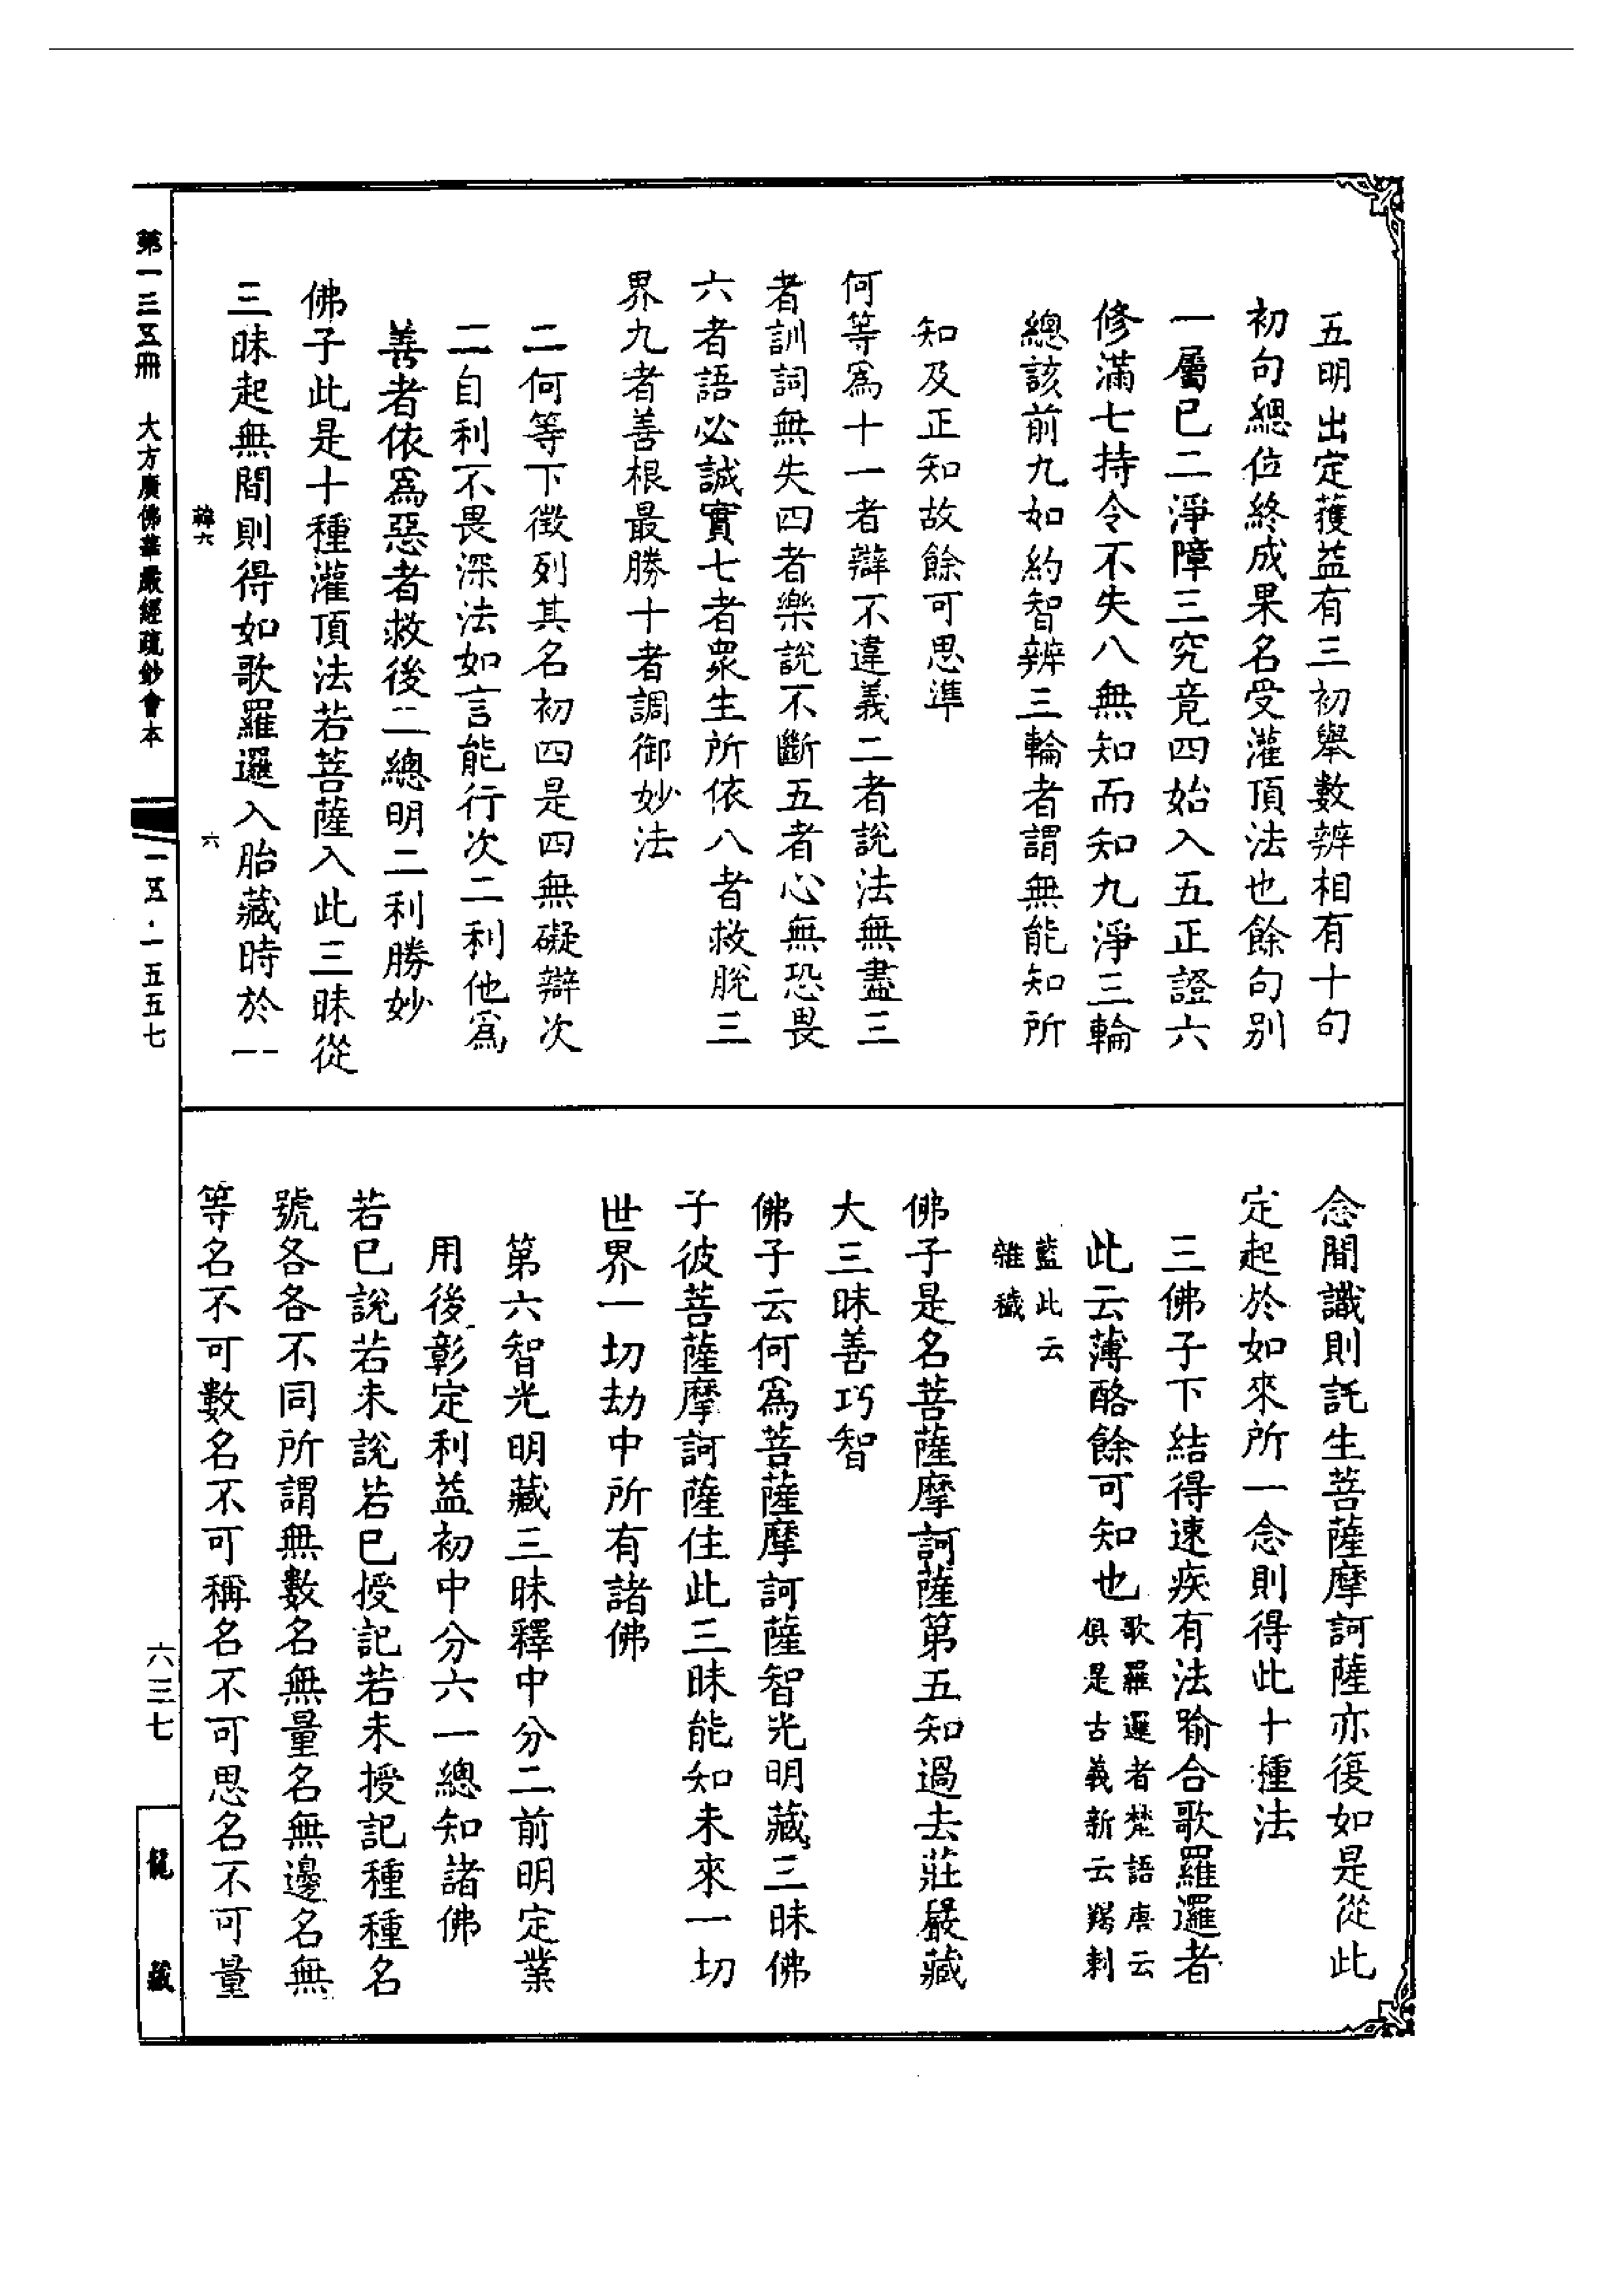 五明出定獲益有三初舉數辨相有十句
初句總位終成果名受灌頂法也餘句別
一屬已二淨障三究竟四始入五正證六
修滿七持令不失八無知而知九淨三輪
總該前九如約智辨三輪者謂無能知所
知及正知故餘可思準
何等爲十一者辯不違義二者說法無盡三
者訓詞無失四者樂說不斷五者心無恐畏
六者語必誠實七者衆生所依八者救脫三
界九者善根最勝十者調御妙法
二何等下徵列其名初四是四無礙辯次
二自利不畏深法如言能行次二利他爲
善者依爲惡者救後二總明二利勝妙
佛子此是十種灌頂法若菩薩入此三昧從
三昧起無間則得如歌羅邏入胎藏時於一
韓六
六
念間識則託生菩薩摩訶薩亦復如是從此
定起於如來所一念則得此十種法
三佛子下結得速疾有法喻合歌羅邏者
此云薄酪餘可知也歌羅邏者梵語唐云
俱是古義新云羯剌
藍此云
雜穢
佛子是名菩薩摩訶薩第五知過去莊嚴藏
大三昧善巧智
佛子云何爲菩薩摩訶薩智光明藏三昧佛
子彼菩薩摩訶薩住此三昧能知未來一切
世界一切劫中所有諸佛
第六智光明藏三昧釋中分二前明定業
用後彰定利益初中分六一總知諸佛
若已說若未說若已授記若未授記種種名
號各各不同所謂無數名無量名無邊名無
等名不可數名不可稱名不可思名不可量
第一三五冊 大方廣佛華嚴經疏鈔會本
一五·一五五七
六三七
龍藏